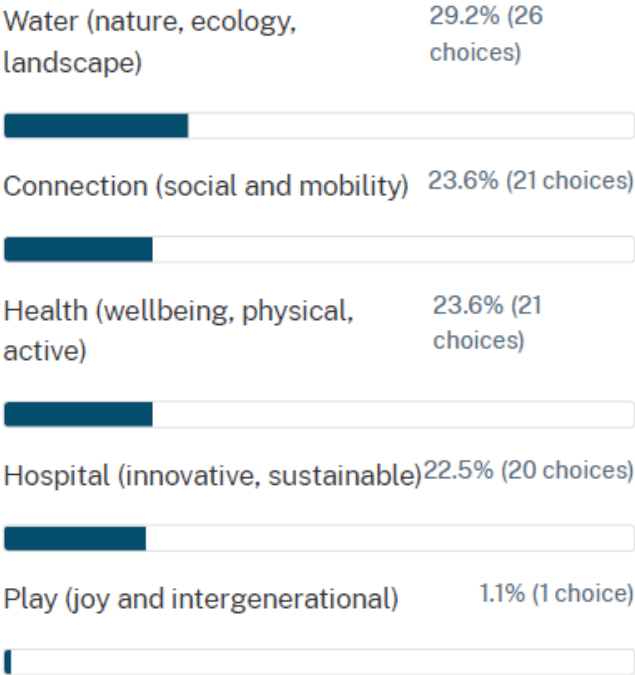 Water (nature, ecology,
landscape)
29.2% (26
choices)
Connection (social and mobility)
23.6% (21 choices)
Health (wellbeing, physical,
active)
23.6% (21
choices)
Hospital (innovative, sustainable)
22.5% (20 choices)
Play (joy and intergenerational)
1.1% (1 choice)